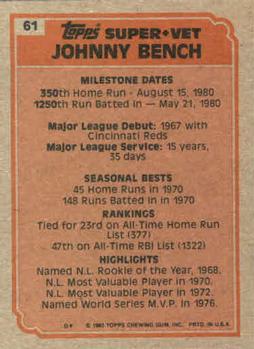 61
TOPPS SUPER◆VET
JOHNNY BENCH
MILESTONE DATES
350th Home Run - August 15, 1980
1250th Run Batted In — May 21, 1980
Major League Debut: 1967 with
Cincinnati Reds
Major League Service: 15 years,
35 days
SEASONAL BESTS
45 Home Runs in 1970
148 Runs Batted In in 1970
RANKINGS
Tied for 23rd on All-Time Home Run
List (377)
47th on All-Time RBI List (1322)
HIGHLIGHTS
Named N.L. Rookie of the Year, 1968.
N.L. Most Valuable Player in 1970.
N.L. Most Valuable Player in 1972.
Named World Series M.V.P. in 1976.
© 1983 TOPPS CHEWING GUM, INC. PRTD. IN U.S.A.